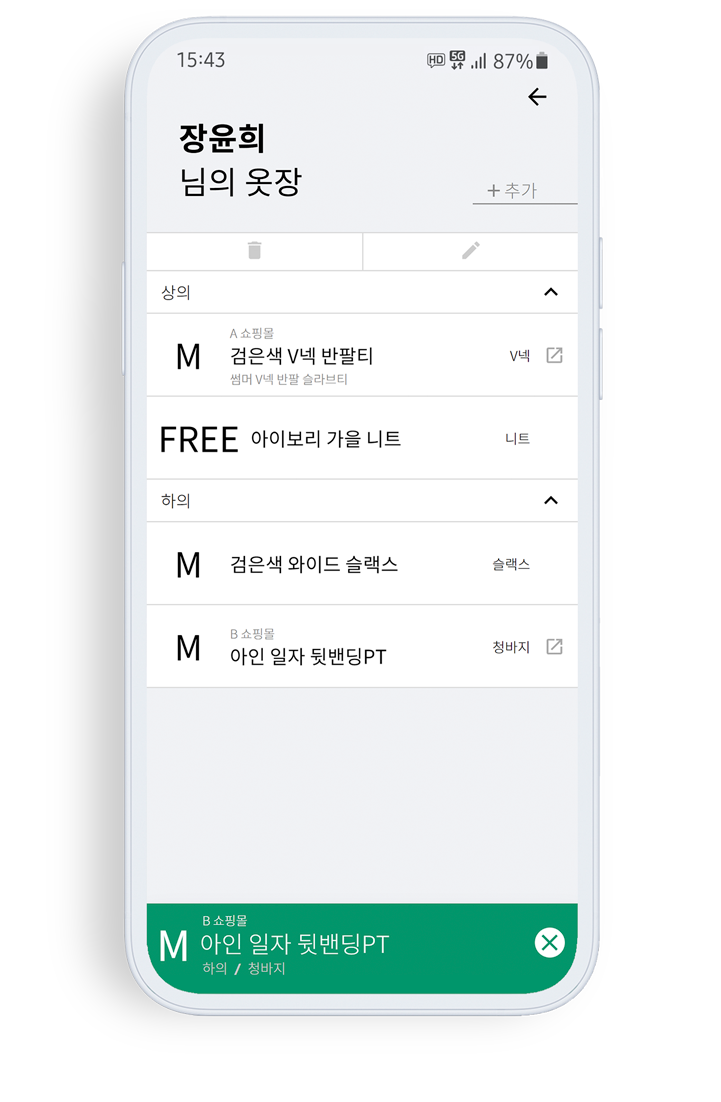 15:43
HD 5G 87%
장윤희
님의 옷장
+ 추가
상의
A 쇼핑몰
M 검은색 V넥 반팔티 V넥
썸머 V넥 반팔 슬라브티
FREE 아이보리 가을 니트 니트
하의
M 검은색 와이드 슬랙스 슬랙스
B 쇼핑몰
M 아인 일자 뒷밴딩PT 청바지
B 쇼핑몰
M 아인 일자 뒷밴딩PT
하의 / 청바지